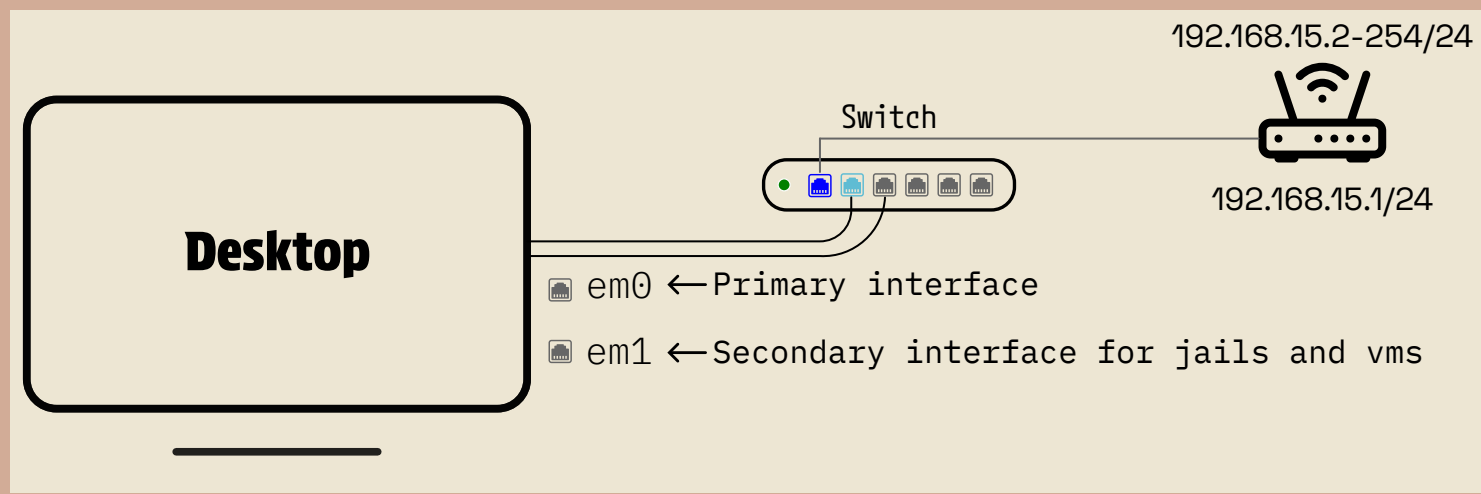 192.168.15.2-254/24
Switch
192.168.15.1/24
Desktop
em0 ←Primary interface
em1 ←Secondary interface for jails and vms